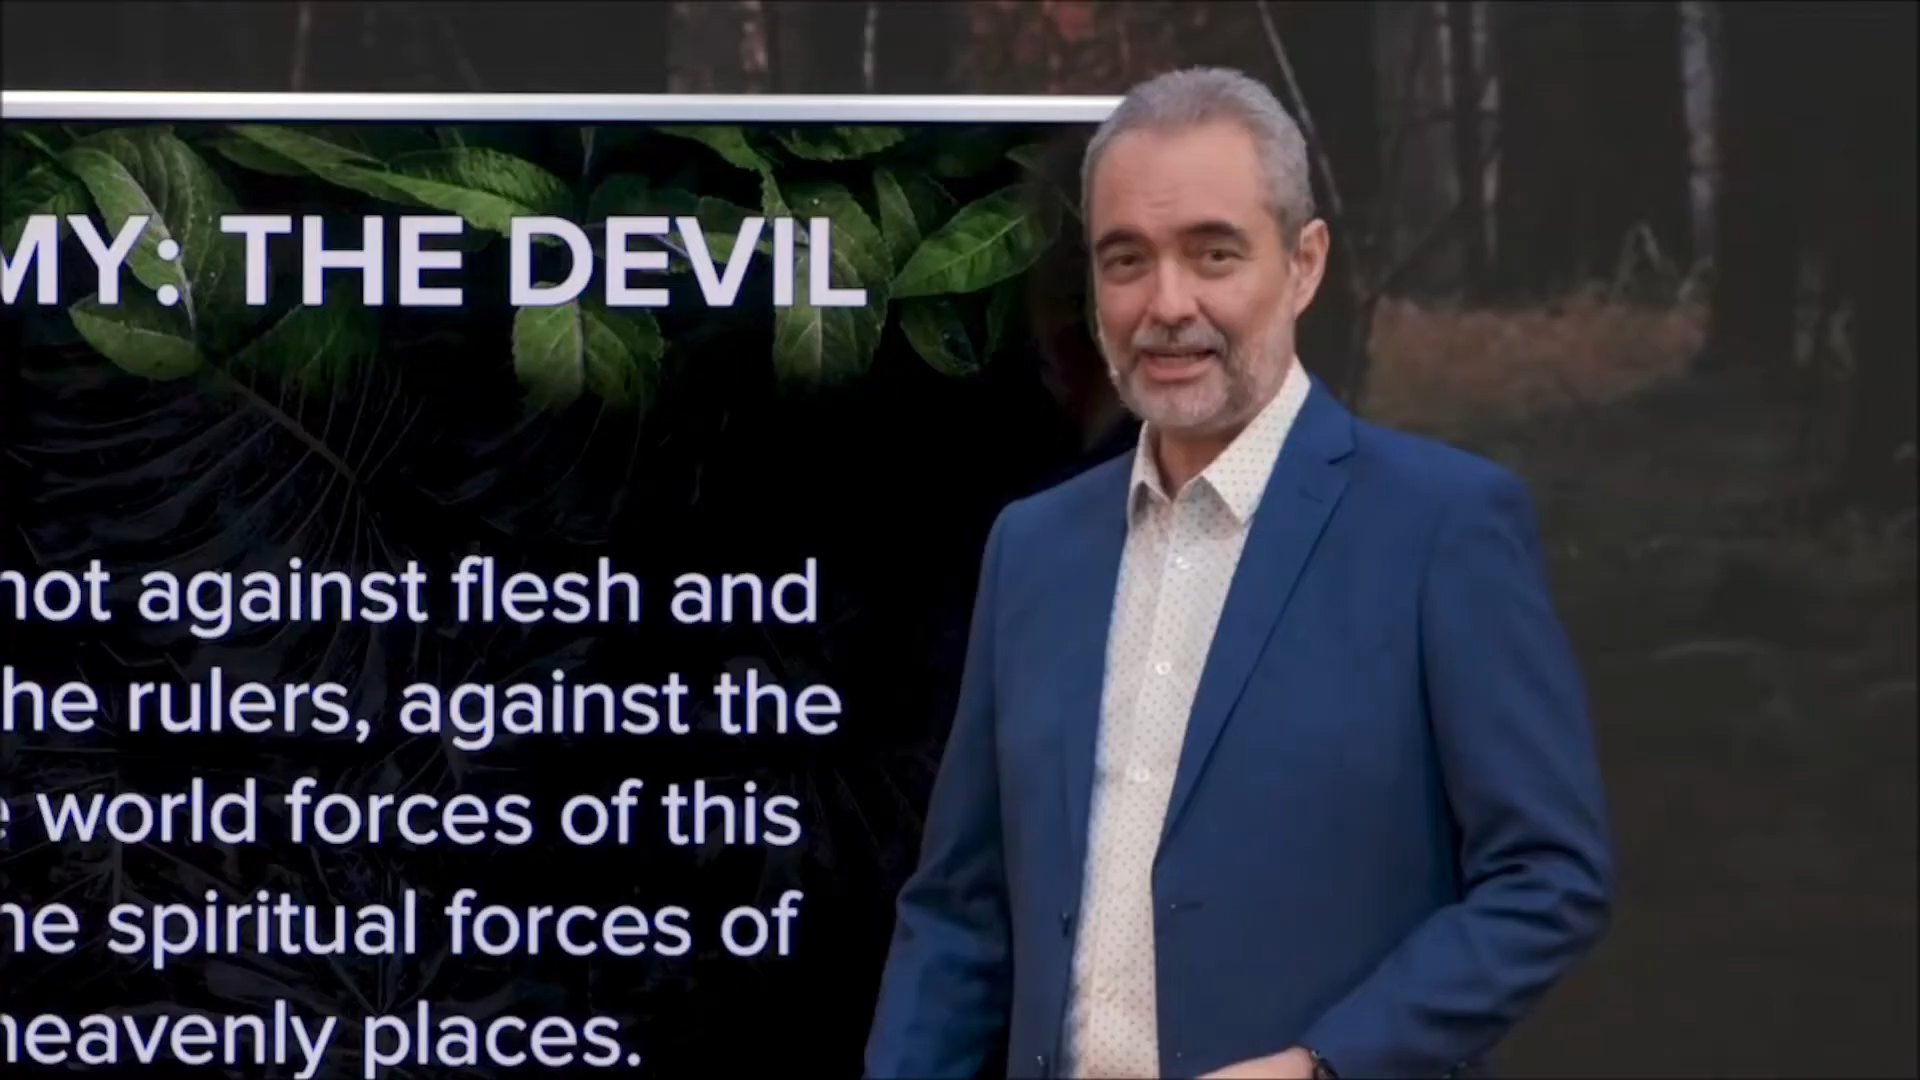 MY: THE DEVIL
not against flesh and
he rulers, against the
world forces of this
he spiritual forces of
heavenly places.